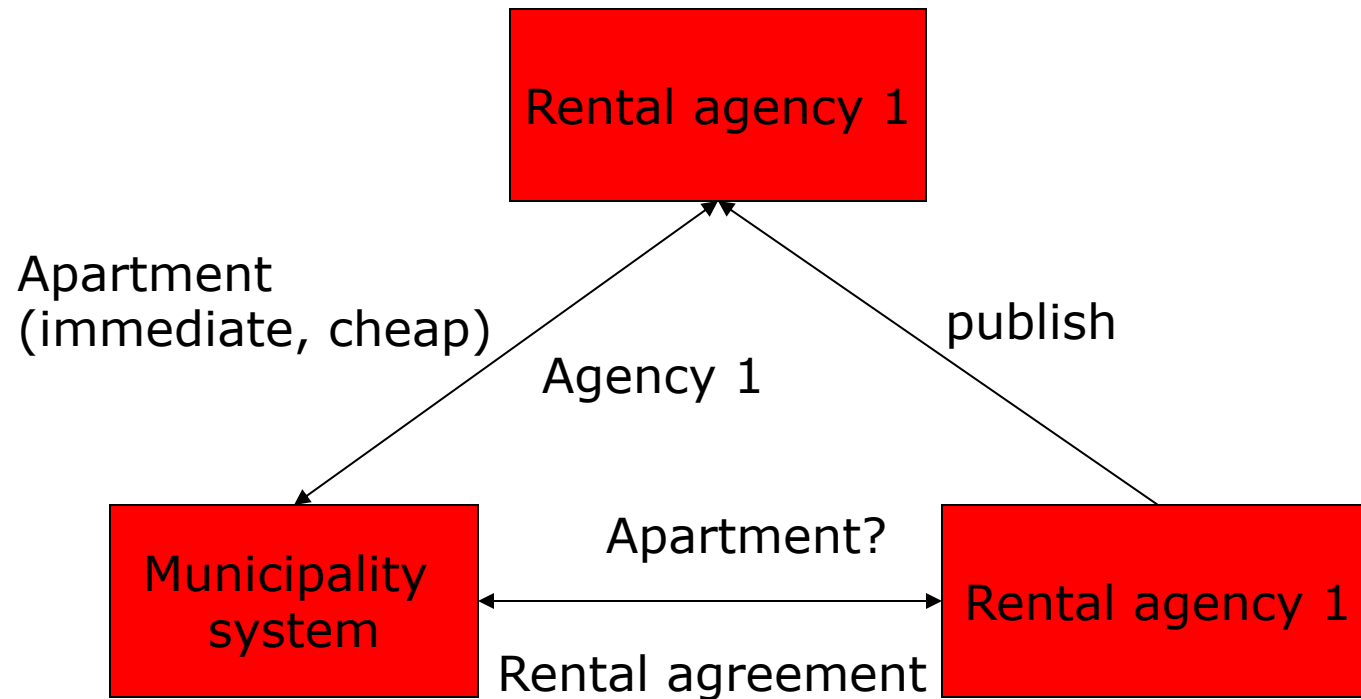 Rental agency 1
Apartment
(immediate, cheap)
publish
Agency 1
Apartment?
Municipality
system
Rental agency 1
Rental agreement